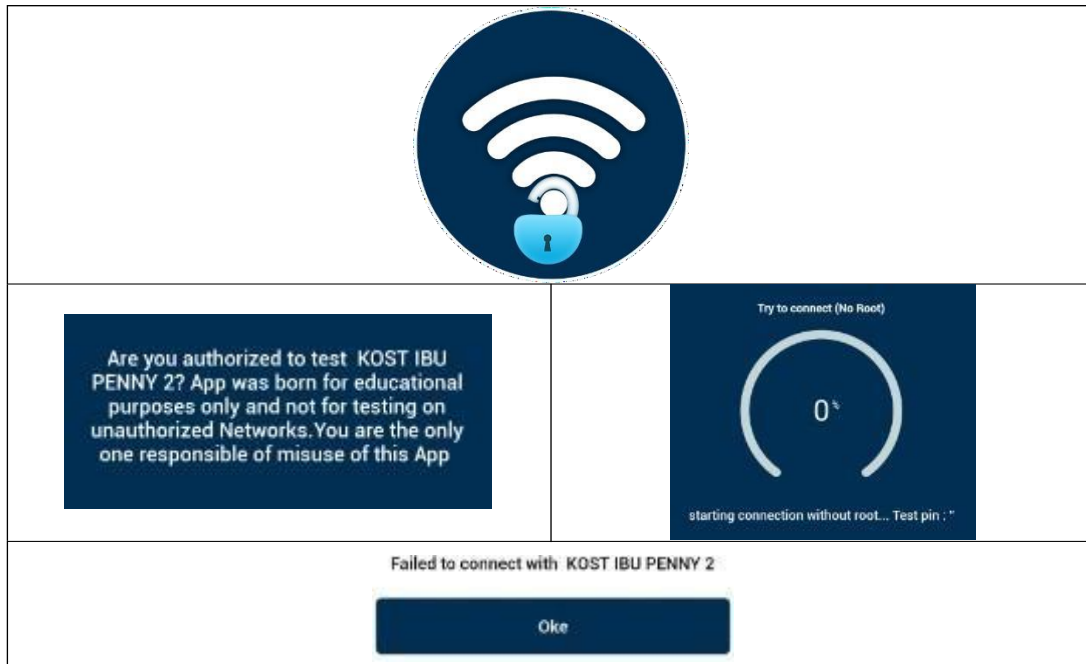 Are you authorized to test KOST IBU
PENNY 2? App was born for educational
purposes only and not for testing on
unauthorized Networks.You are the only
one responsible of misuse of this App
Try to connect (No Root)
0%
starting connection without root... Test pin : "
Failed to connect with KOST IBU PENNY 2
Oke